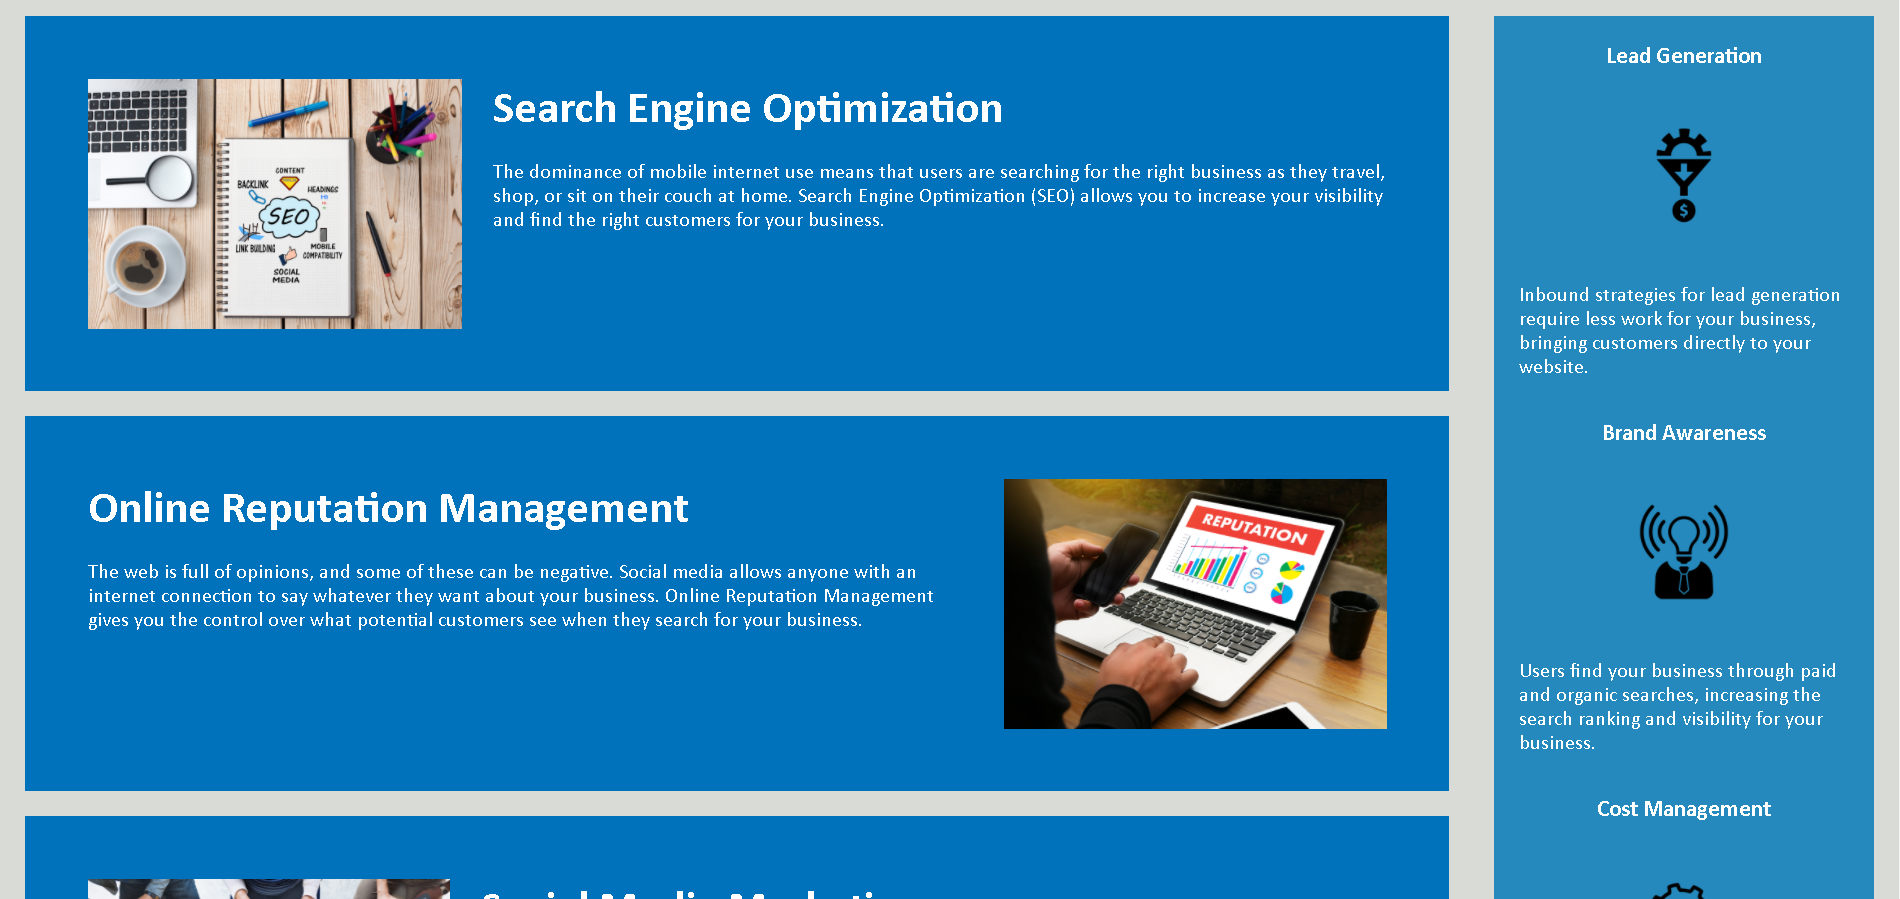 Search Engine Optimization
The dominance of mobile internet use means that users are searching for the right business as they travel,
shop, or sit on their couch at home. Search Engine Optimization (SEO) allows you to increase your visibility
and find the right customers for your business.
CONTENT
BACKLINK
HEADINGS
SEO
LINK BUILDING
MOBILE
COMPATIBILITY
SOCIAL
MEDIA
Online Reputation Management
The web is full of opinions, and some of these can be negative. Social media allows anyone with an
internet connection to say whatever they want about your business. Online Reputation Management
gives you the control over what potential customers see when they search for your business.
REPUTATION
Social Media Marketing
Lead Generation
$
Inbound strategies for lead generation
require less work for your business,
bringing customers directly to your
website.
Brand Awareness
Users find your business through paid
and organic searches, increasing the
search ranking and visibility for your
business.
Cost Management